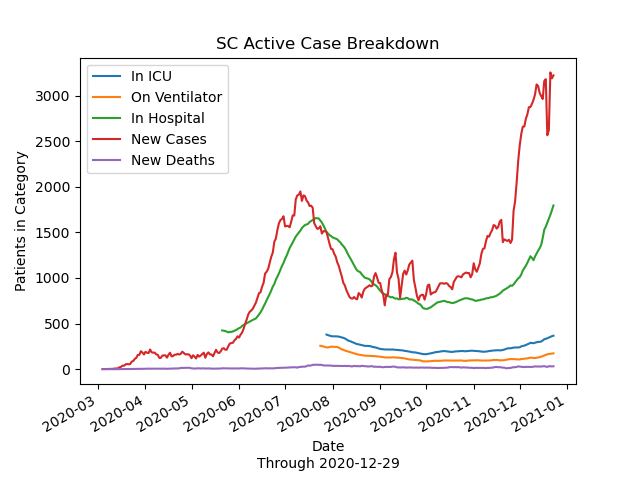 SC Active Case Breakdown
In ICU
On Ventilator
In Hospital
New Cases
New Deaths
Patients in Category
3000
2500
2000
1500
1000
500
0
2020-03
2020-04
2020-05
2020-06
2020-07
2020-08
2020-09
2020-10
2020-11
2020-12
2021-01
Date
Through 2020-12-29